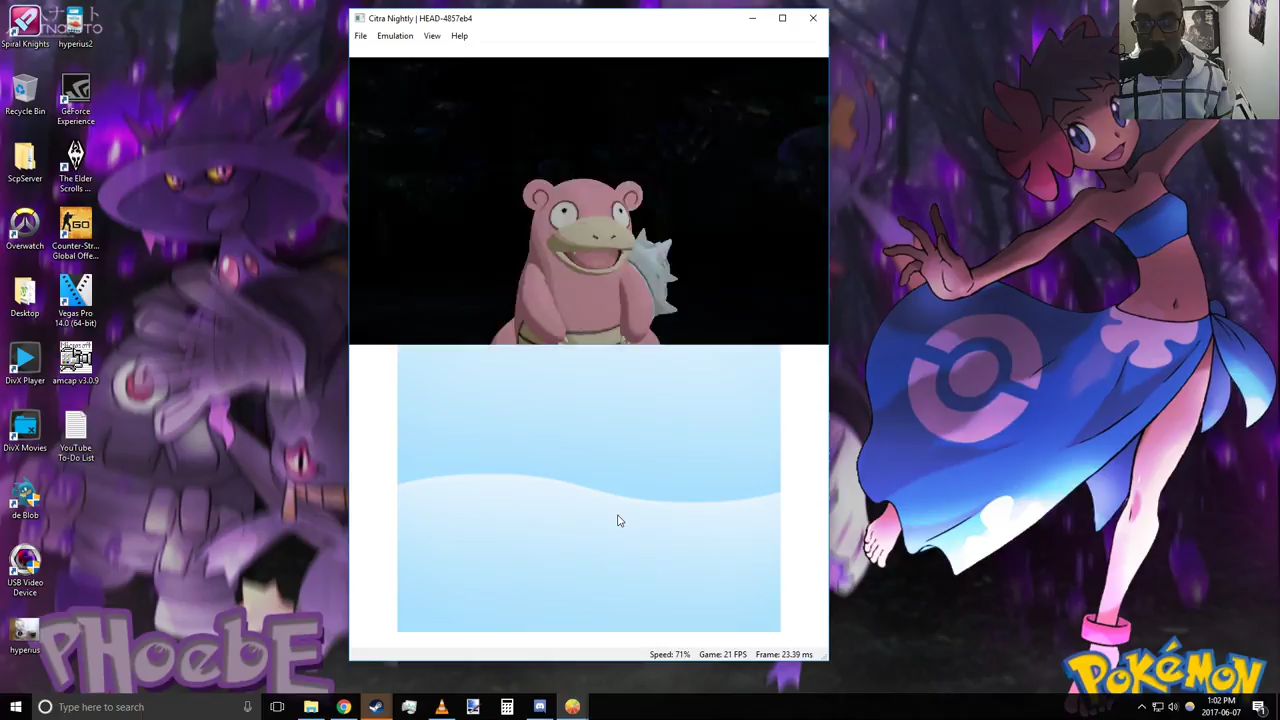 Citra Nightly | HEAD-4857eb4
File Emulation View Help
Spiral Knights
hyperius2
Recycle Bin
GeForce
Experience
ScpServer
The Elder
Scrolls ...
Overwatch
Counter-Str...
Global Offe...
Desktop
Vegas Pro
14.0 (64-bit)
DivX Player
Microsoft
amcap v3.0.9
DivX Movies
YouTube
To-Do List
de Blob
USB Video
Device
hyperius
PHoebE
POKéMON
Speed: 71% Game: 21 FPS Frame: 23.39 ms
Type here to search
1:02 PM
2017-06-07